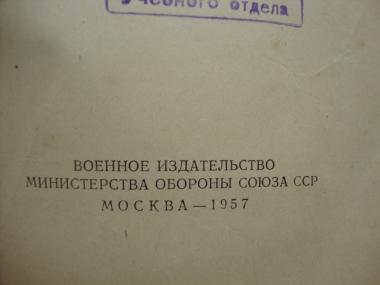 Учебного отдела
ВОЕННОЕ ИЗДАТЕЛЬСТВО
МИНИСТЕРСТВА ОБОРОНЫ СОЮЗА ССР
МОСКВА — 1957